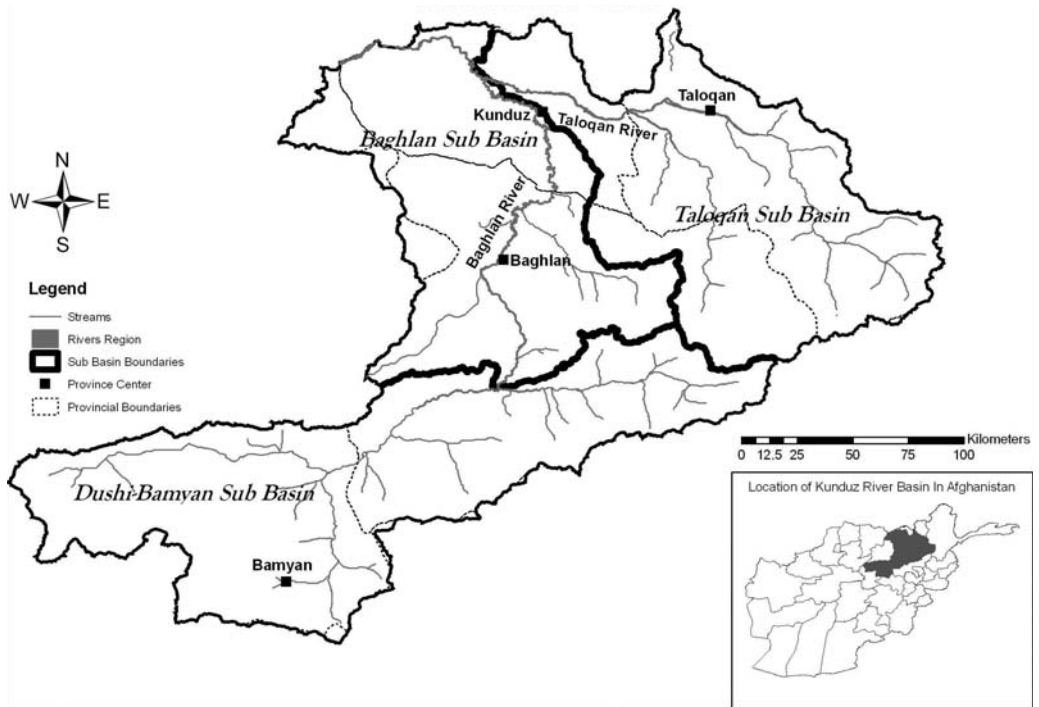 Taloqan
Kunduz
Taloqan River
Baghlan Sub Basin
N
W
E
S
Taloqan Sub Basin
Baghlan River
Baghlan
Legend
Streams
Rivers Region
Sub Basin Boundaries
Province Center
Provincial Boundaries
Kilometers
0 12.5 25 50 75 100
Dushi-Bamyan Sub Basin
Location of Kunduz River Basin In Afghanistan
Bamyan